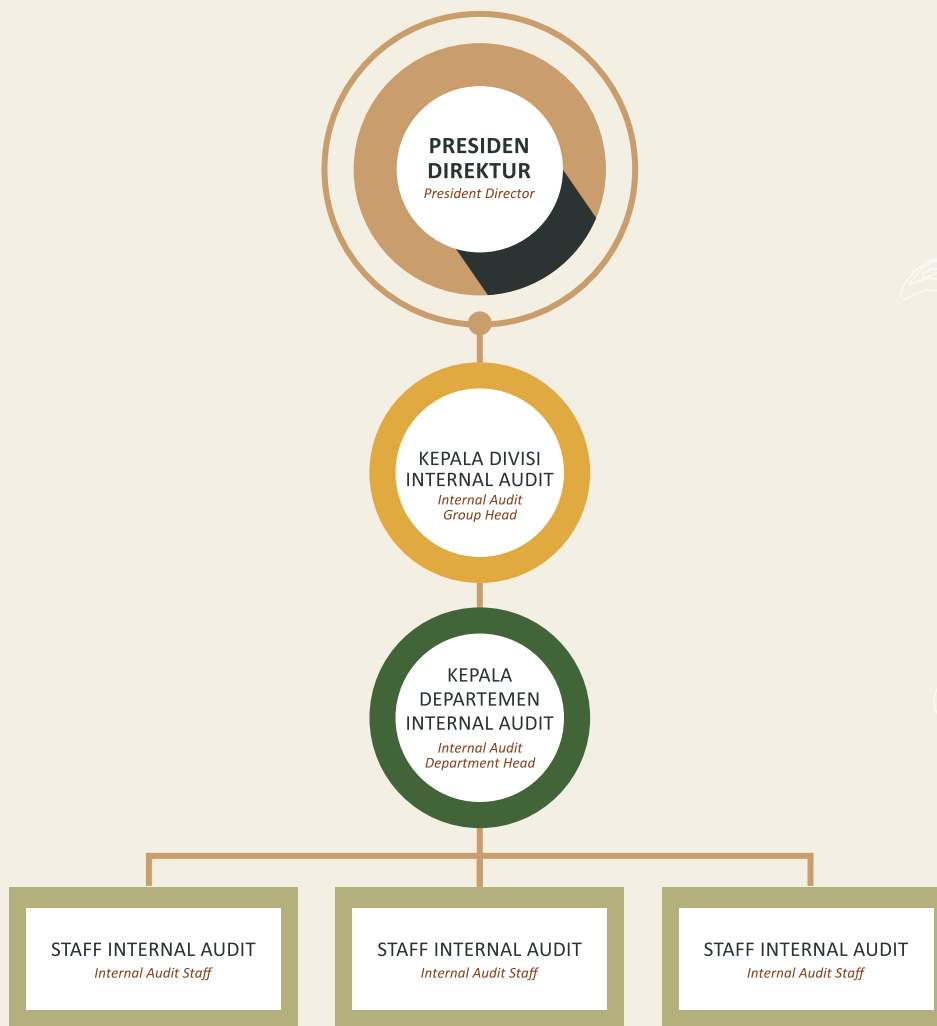 PRESIDEN
DIREKTUR
President Director
KEPALA DIVISI
INTERNAL AUDIT
Internal Audit
Group Head
KEPALA
DEPARTEMEN
INTERNAL AUDIT
Internal Audit
Department Head
STAFF INTERNAL AUDIT
Internal Audit Staff
STAFF INTERNAL AUDIT
Internal Audit Staff
STAFF INTERNAL AUDIT
Internal Audit Staff